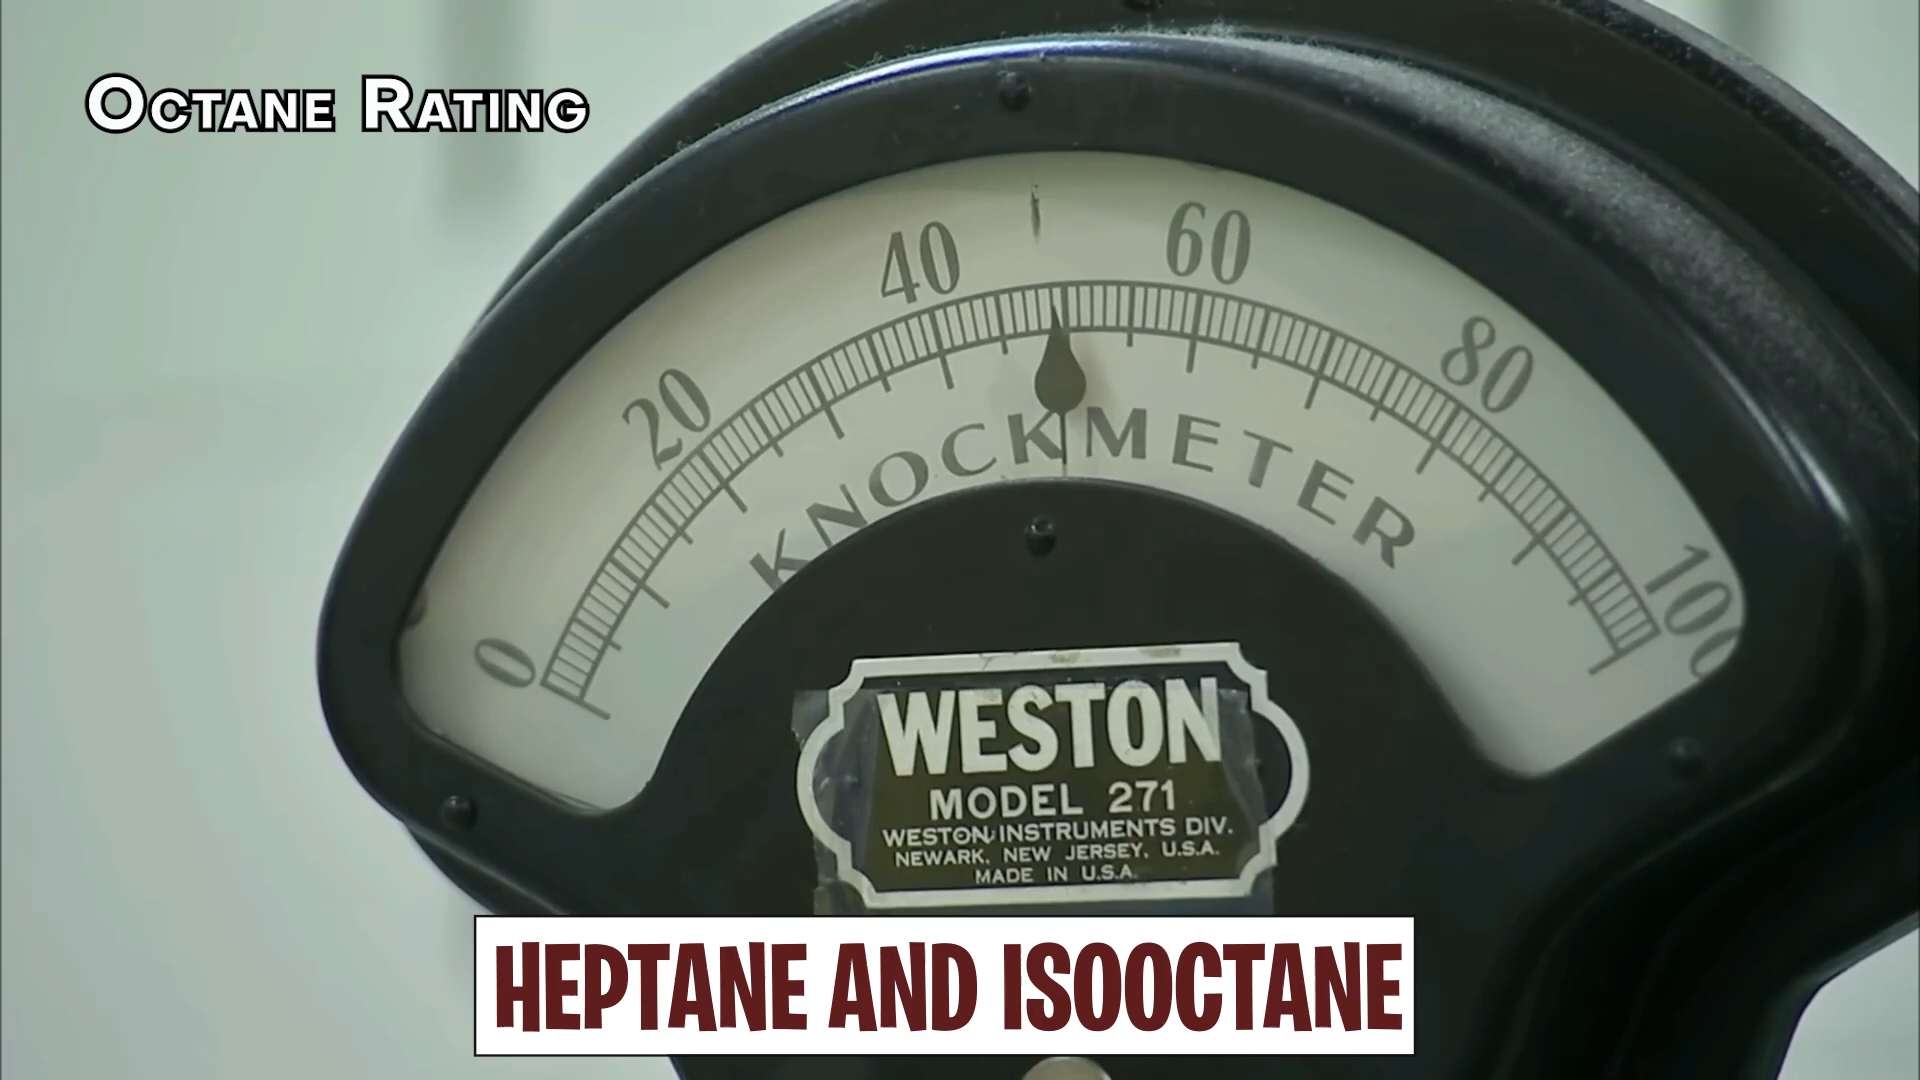 Octane Rating
0 20 40 60 80 100
KNOCKMETER
WESTON
MODEL 271
WESTON INSTRUMENTS DIV.
NEWARK, NEW JERSEY, U.S.A.
MADE IN U.S.A.
HEPTANE AND ISOOCTANE